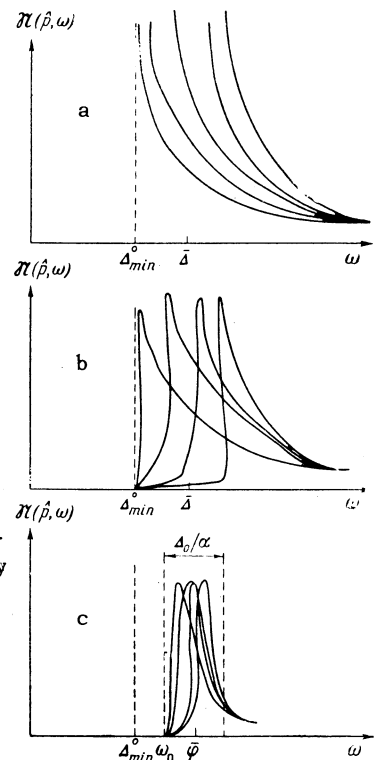 𝔑(p̂,ω)
a
Δ°min Δ̄ ω
𝔑(p̂,ω)
b
Δ°min Δ̄ ω
𝔑(p̂,ω)
Δ₀/α
c
y
Δ°min ω₀ φ̄ ω